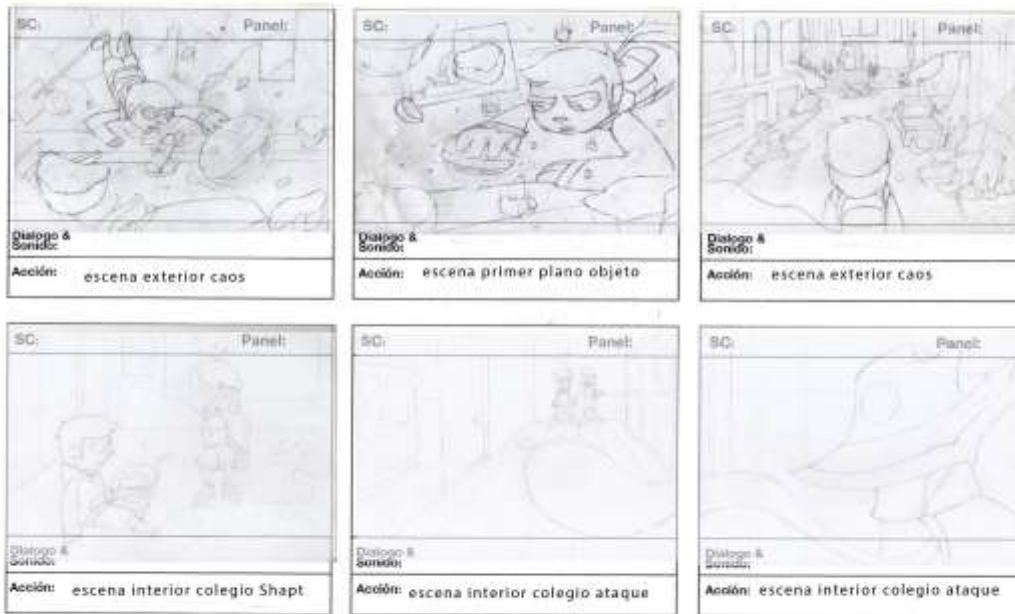 SC: Panel:
SC: Panel:
SC: Panel:
Dialogo &
Sonido:
Dialogo &
Sonido:
Dialogo &
Sonido:
Acción: escena exterior caos
Acción: escena primer plano objeto
Acción: escena exterior caos
SC: Panel:
SC: Panel:
SC: Panel:
Dialogo &
Sonido:
Dialogo &
Sonido:
Dialogo &
Sonido:
Acción: escena interior colegio Shapt
Acción: escena interior colegio ataque
Acción: escena interior colegio ataque